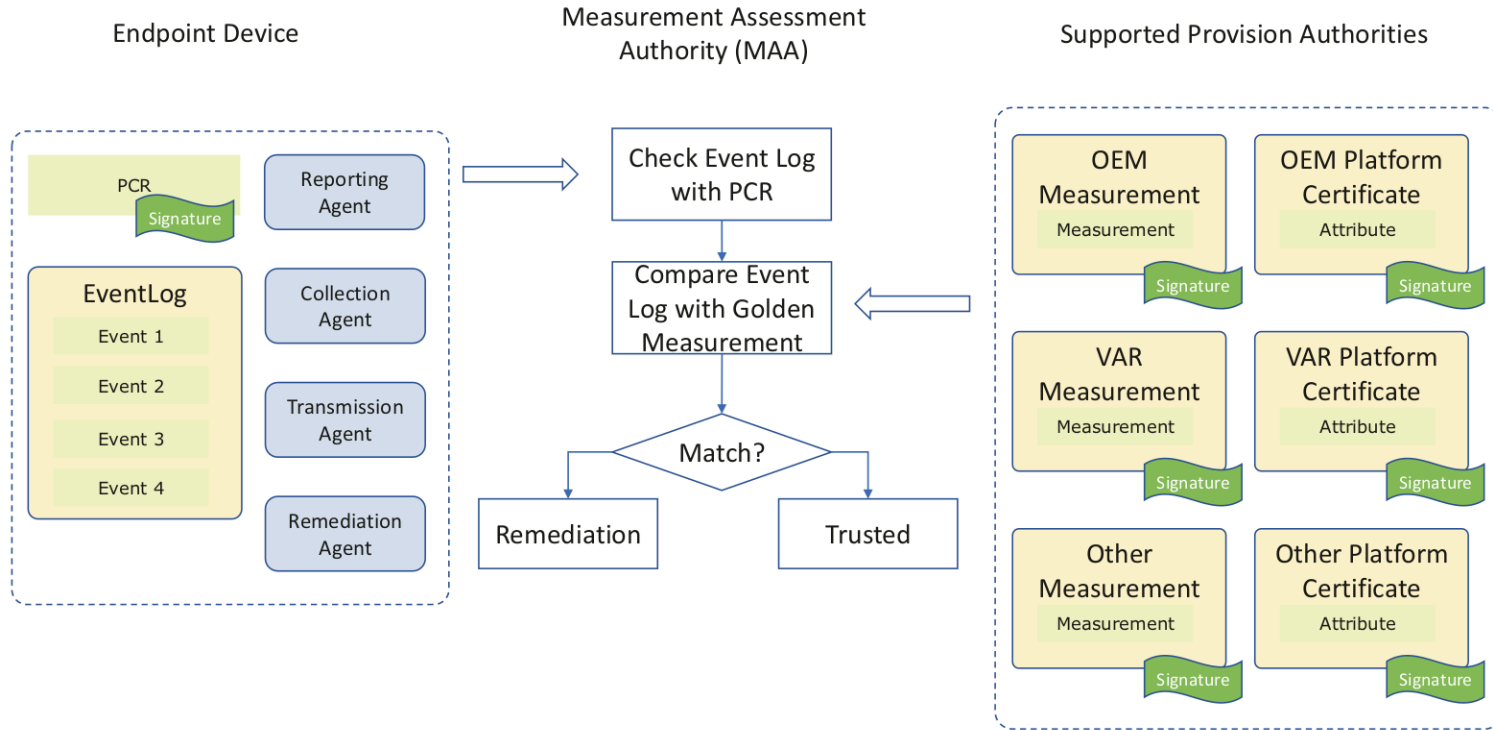 Endpoint Device
Measurement Assessment
Authority (MAA)
Supported Provision Authorities
PCR
Signature
Reporting
Agent
EventLog
Event 1
Event 2
Event 3
Event 4
Collection
Agent
Transmission
Agent
Remediation
Agent
Check Event Log
with PCR
Compare Event
Log with Golden
Measurement
Match?
Remediation
Trusted
OEM
Measurement
Measurement
Signature
OEM Platform
Certificate
Attribute
Signature
VAR
Measurement
Measurement
Signature
VAR Platform
Certificate
Attribute
Signature
Other
Measurement
Measurement
Signature
Other Platform
Certificate
Attribute
Signature